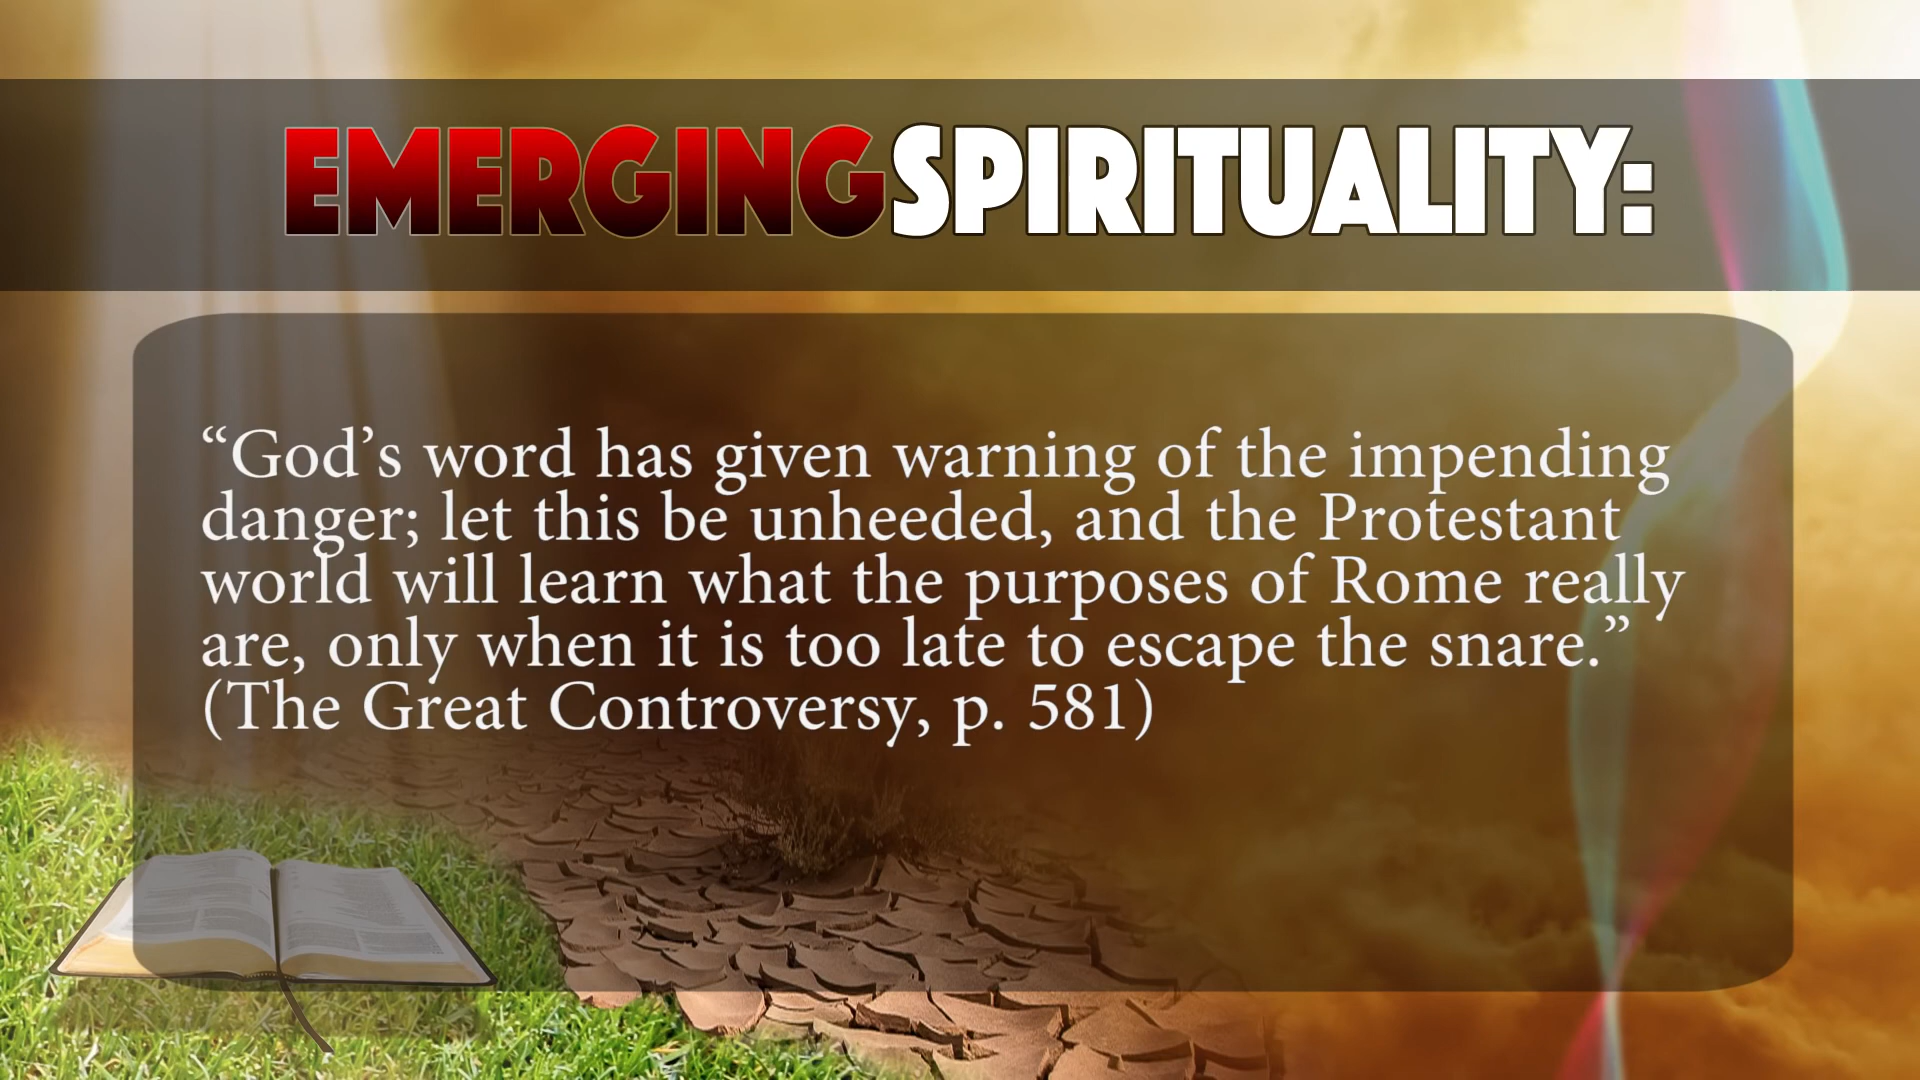 EMERGING SPIRITUALITY:
“God’s word has given warning of the impending
danger; let this be unheeded, and the Protestant
world will learn what the purposes of Rome really
are, only when it is too late to escape the snare.”
(The Great Controversy, p. 581)